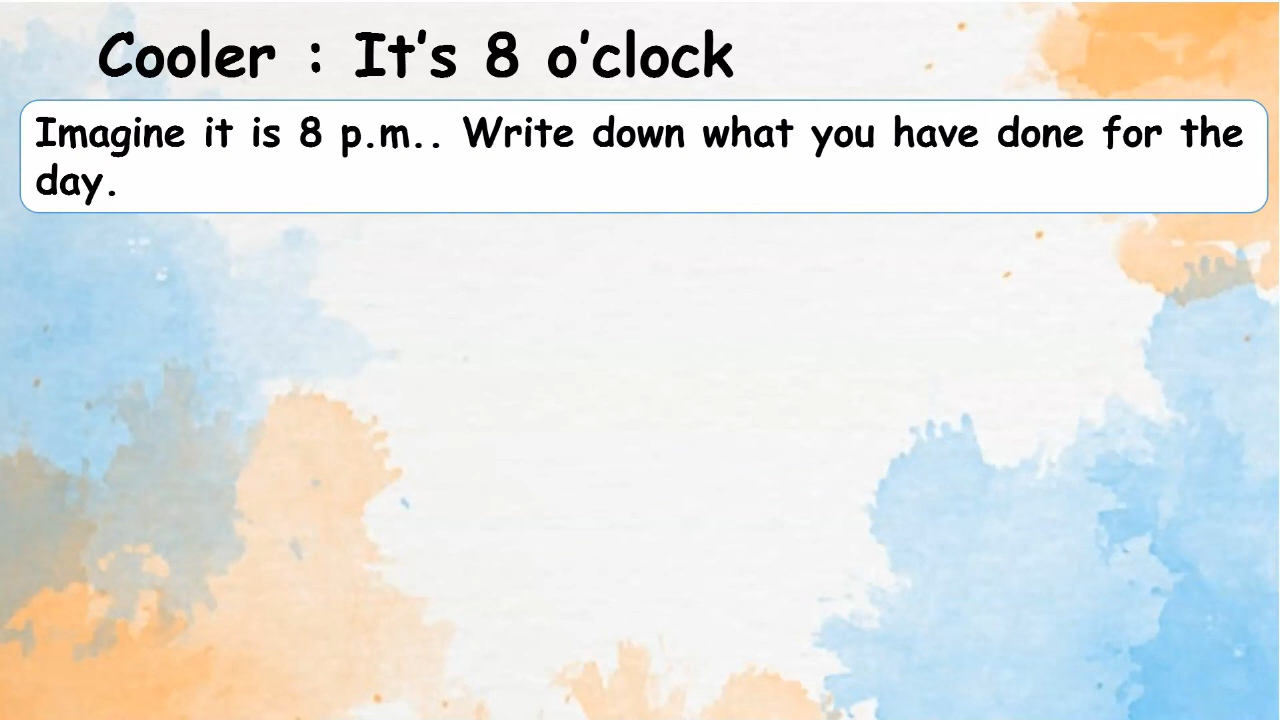 Cooler : It's 8 o'clock
Imagine it is 8 p.m.. Write down what you have done for the
day.